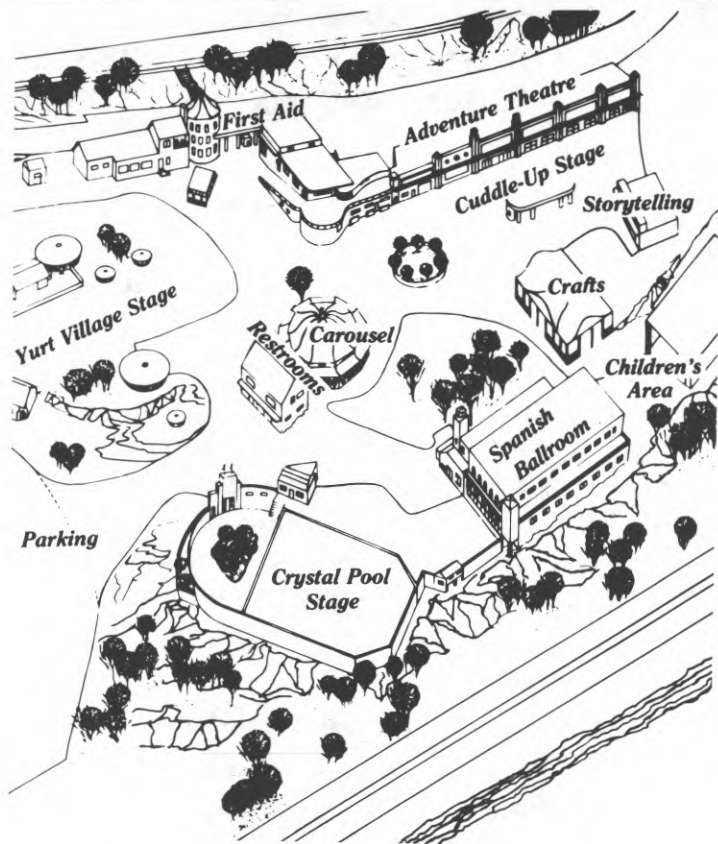 First Aid
Adventure Theatre
Cuddle-Up Stage
Storytelling
Crafts
Yurt Village Stage
Restrooms
Carousel
Children's
Area
Spanish
Ballroom
Parking
Crystal Pool
Stage